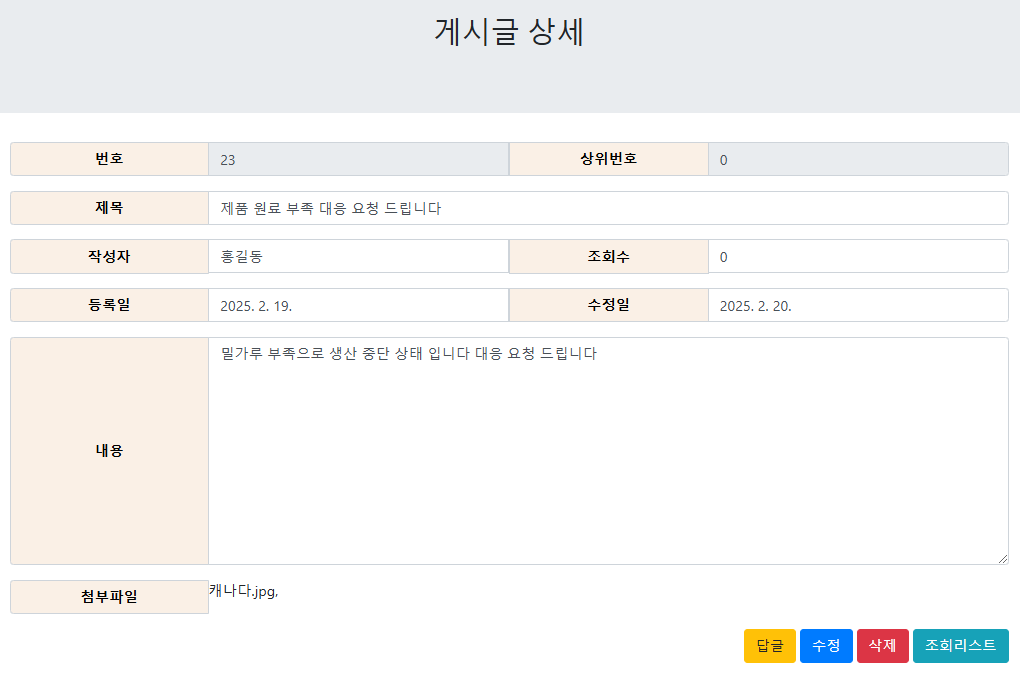 게시글 상세
번호 23 상위번호 0
제목 제품 원료 부족 대응 요청 드립니다
작성자 홍길동 조회수 0
등록일 2025. 2. 19. 수정일 2025. 2. 20.
내용 밀가루 부족으로 생산 중단 상태 입니다 대응 요청 드립니다
첨부파일 캐나다.jpg,
답글 수정 삭제 조회리스트